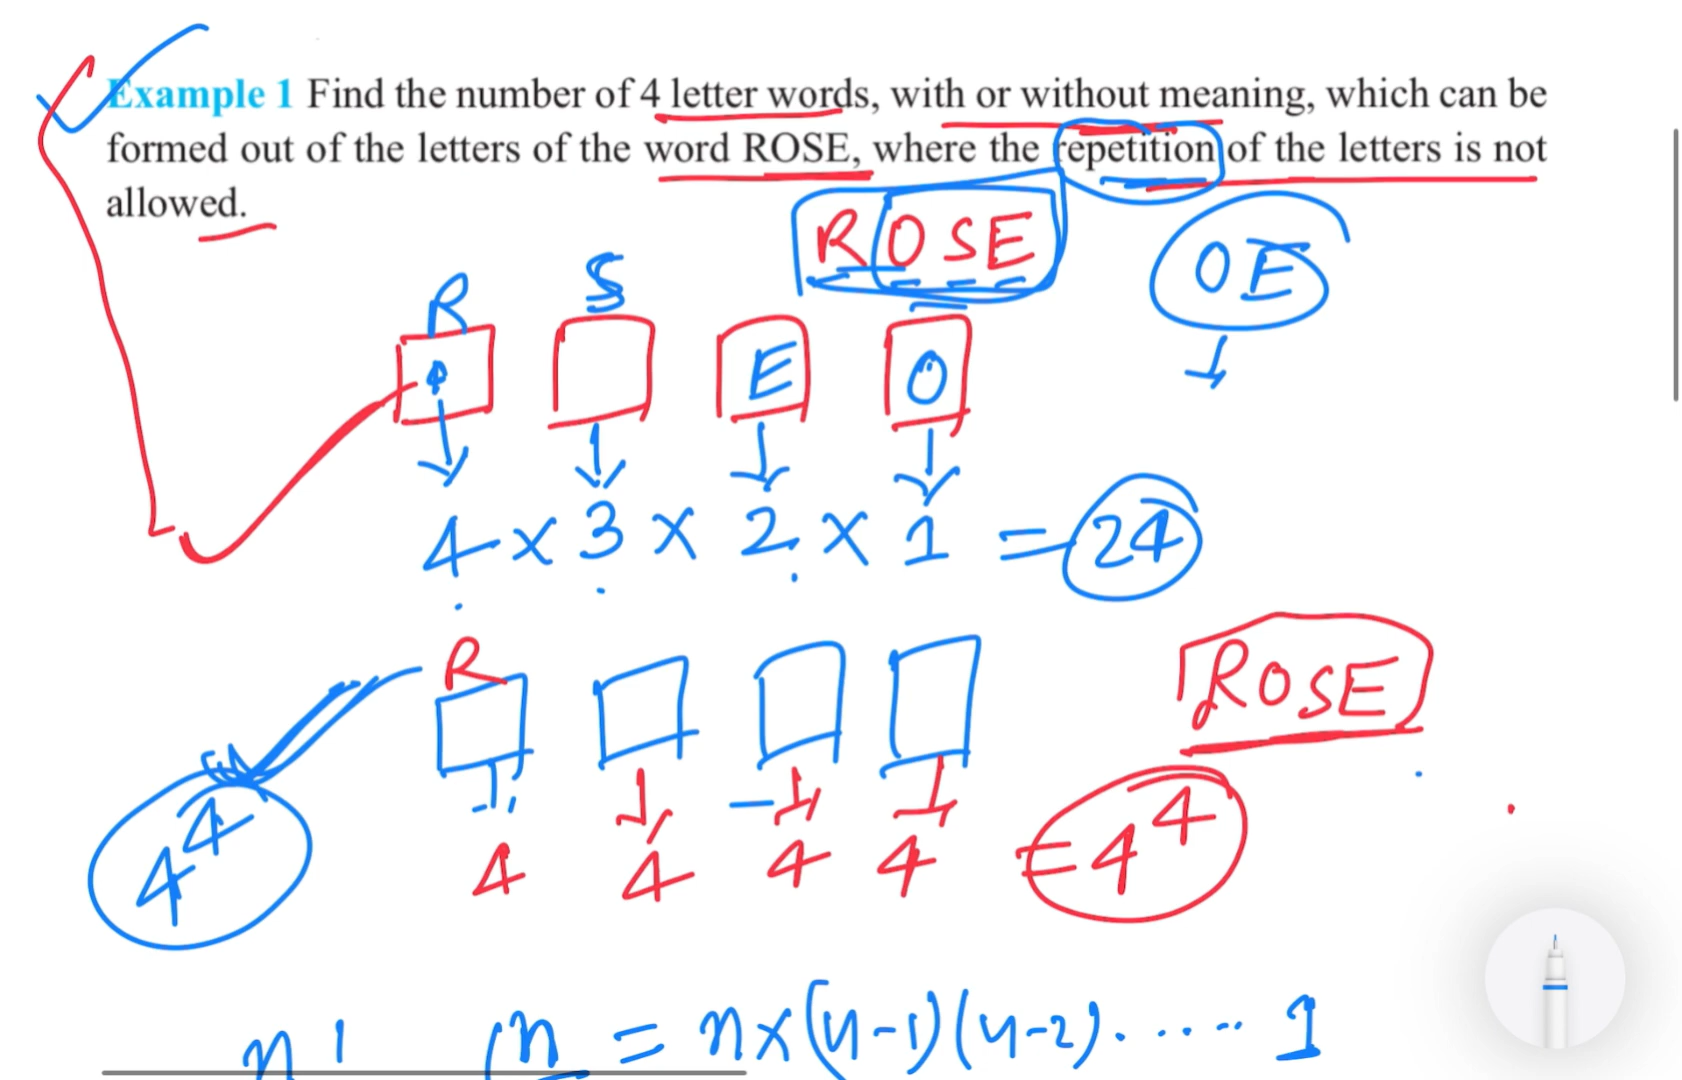 Example 1 Find the number of 4 letter words, with or without meaning, which can be
formed out of the letters of the word ROSE, where the repetition of the letters is not
allowed.
ROSE
OE
R S
E O
4 x 3 x 2 x 1 = 24
R
ROSE
4 4 4 4 = 4⁴
4⁴
n! n = n x (n-1)(n-2). ..... 1